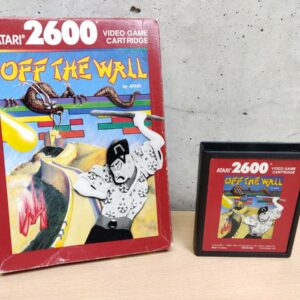 ATARI 2600 VIDEO GAME
CARTRIDGE
OFF THE WALL
by ATARI
ATARI 2600 VIDEO GAME
CARTRIDGE
OFF THE WALL